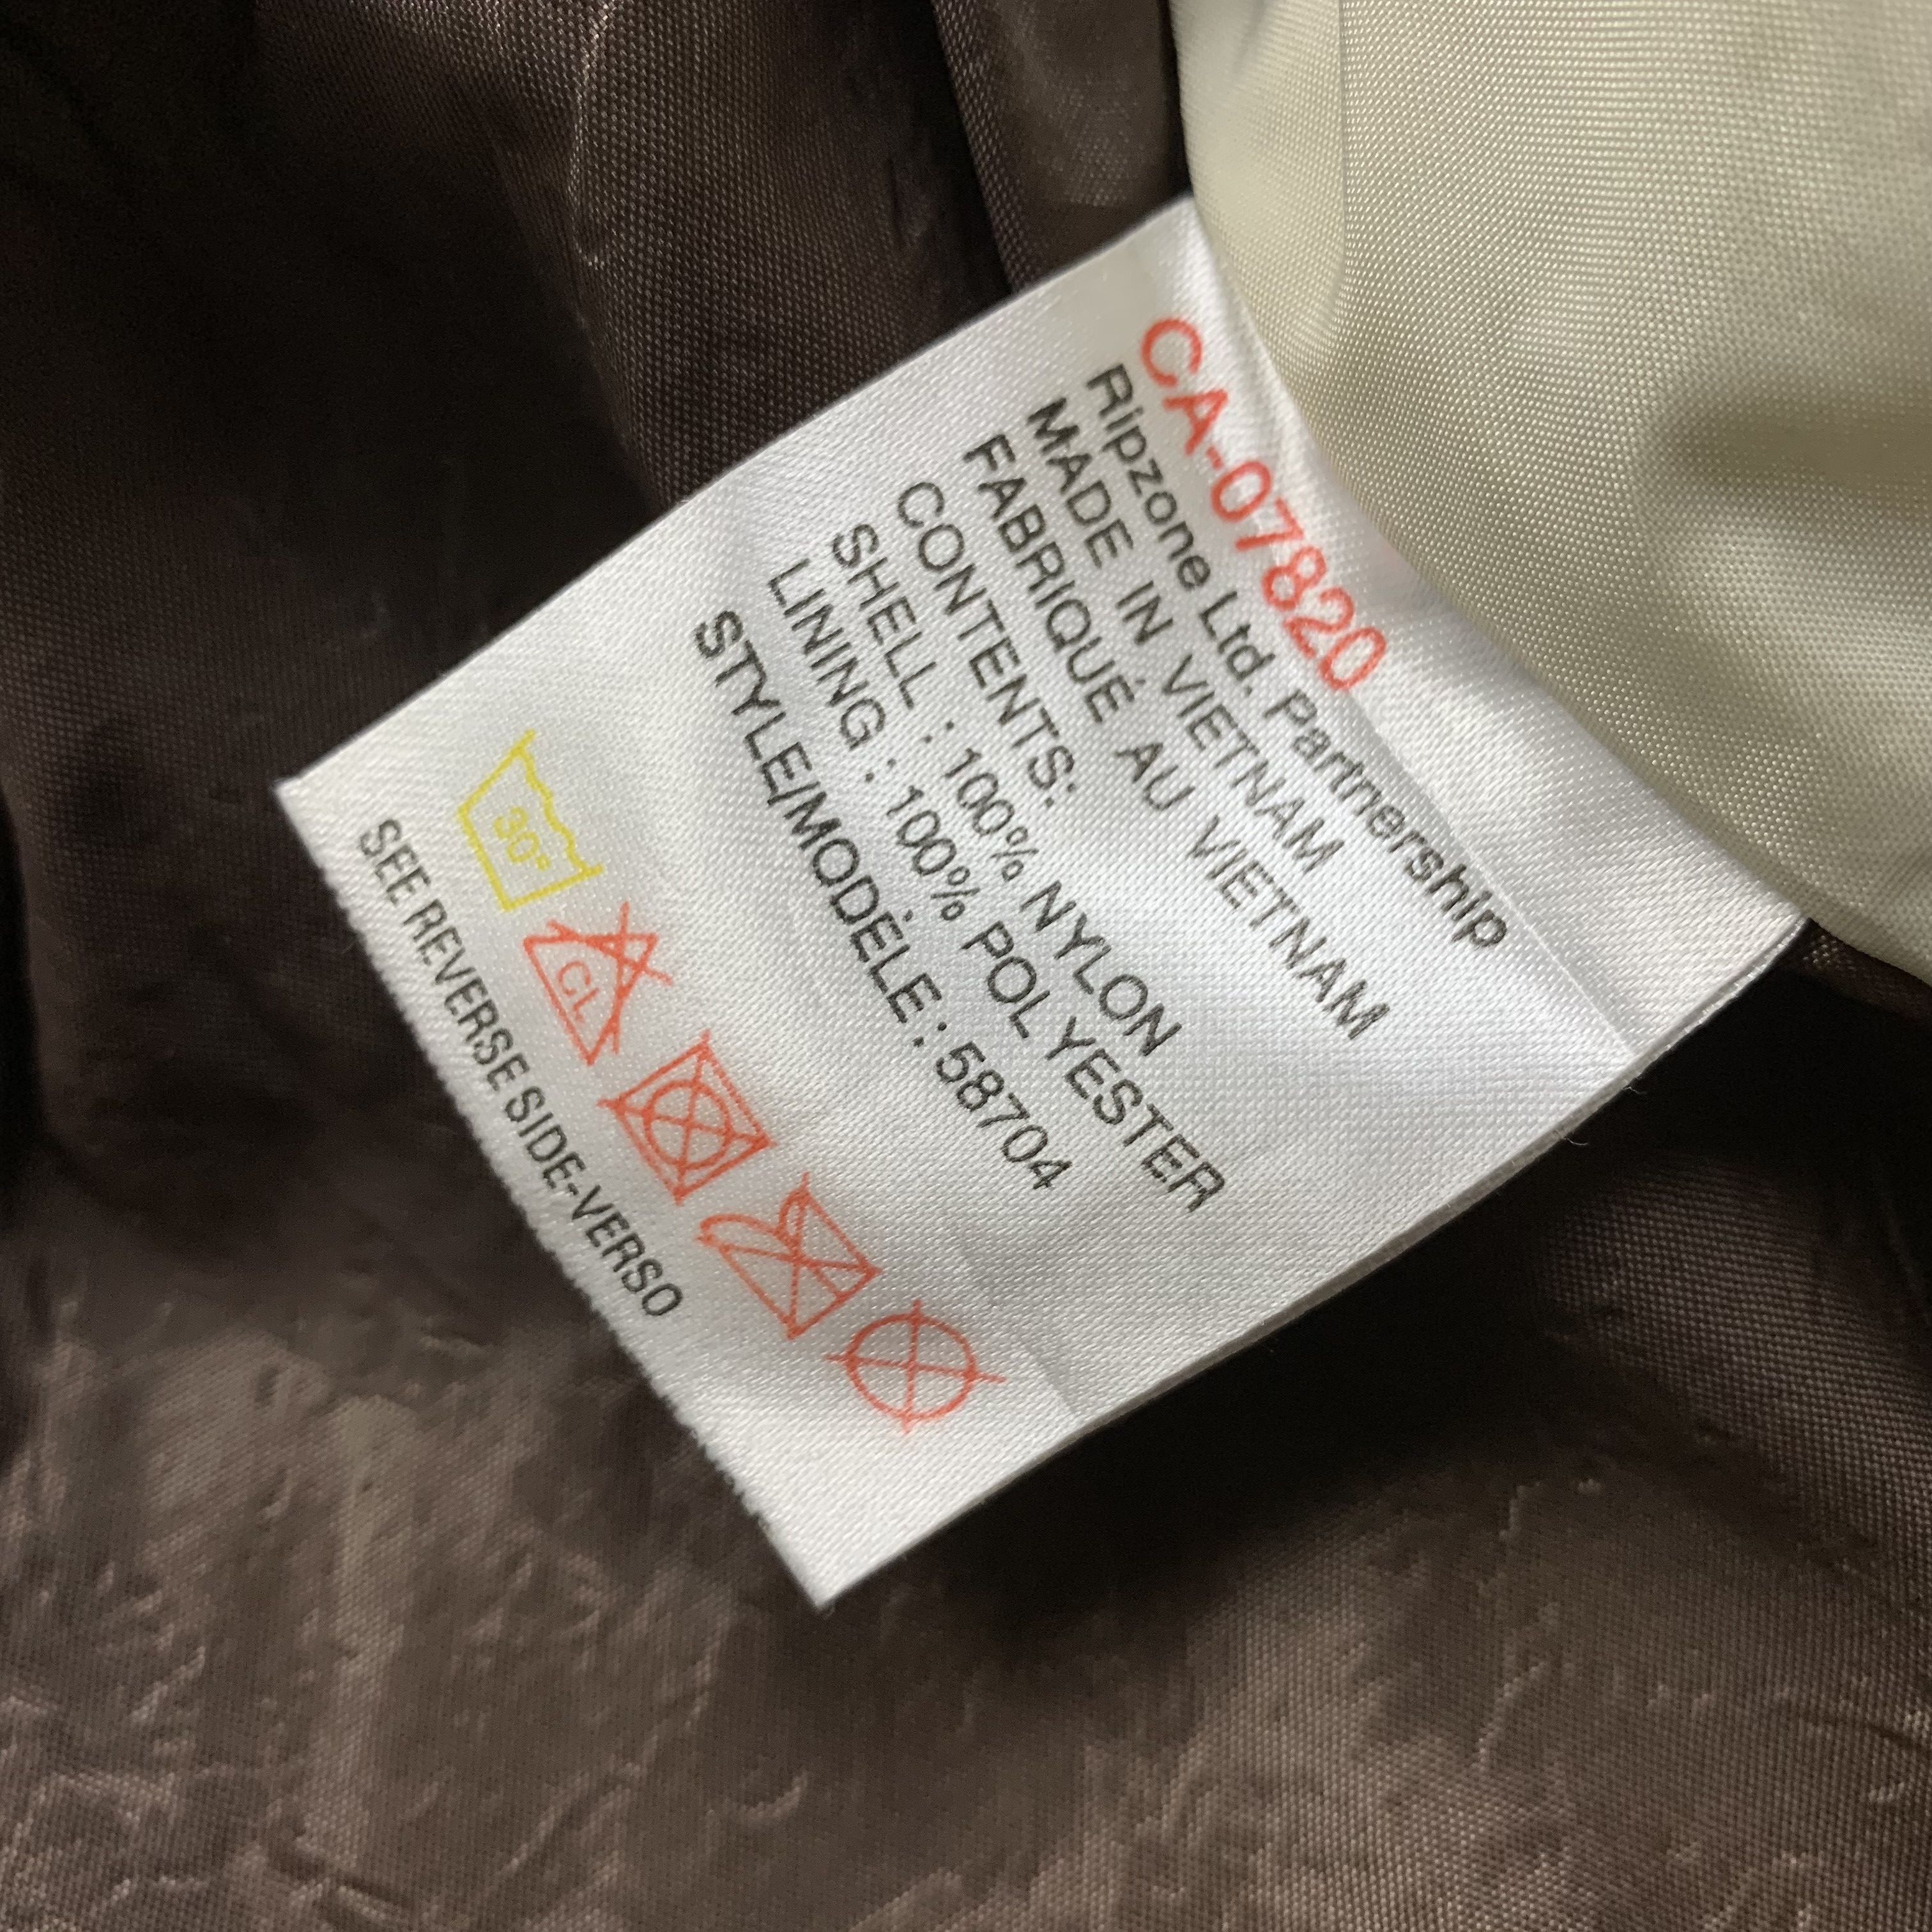 CA-07820
Ripzone Ltd. Partnership
MADE IN VIETNAM
FABRIQUÉ AU VIETNAM
CONTENTS:
SHELL : 100% NYLON
LINING : 100% POLYESTER
STYLE/MODÈLE : 58704
30°
CL
SEE REVERSE SIDE-VERSO